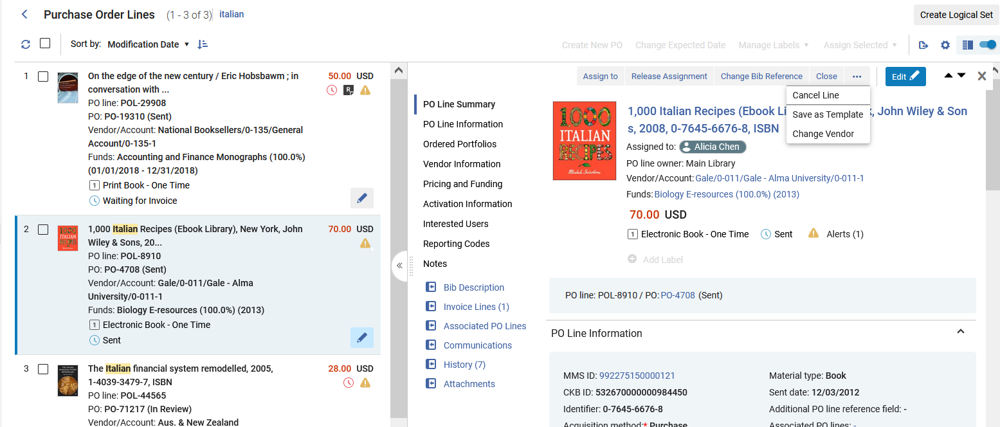 Purchase Order Lines (1 - 3 of 3) italian
Create Logical Set
Sort by: Modification Date
Create New PO Change Expected Date Manage Labels Assign Selected
1
On the edge of the new century / Eric Hobsbawm ; in
conversation with ...
50.00 USD
R
PO line: POL-29908
PO: PO-19310 (Sent)
Vendor/Account: National Booksellers/0-135/General
Account/0-135-1
Funds: Accounting and Finance Monographs (100.0%)
(01/01/2018 - 12/31/2018)
1 Print Book - One Time
Waiting for Invoice
2
1,000 Italian Recipes (Ebook Library), New York, John
Wiley & Sons, 20...
70.00 USD
1,000
ITALIAN
RECIPES
PO line: POL-8910
PO: PO-4708 (Sent)
Vendor/Account: Gale/0-011/Gale - Alma
University/0-011-1
Funds: Biology E-resources (100.0%) (2013)
1 Electronic Book - One Time
Sent
3
The Italian financial system remodelled, 2005,
1-4039-3479-7, ISBN
28.00 USD
PO line: POL-44565
PO: PO-71217 (In Review)
Vendor/Account: Aus. & New Zealand
PO Line Summary
PO Line Information
Ordered Portfolios
Vendor Information
Pricing and Funding
Activation Information
Interested Users
Reporting Codes
Notes
Bib Description
Invoice Lines (1)
Associated PO Lines
Communications
History (7)
Attachments
Assign to Release Assignment Change Bib Reference Close ... Edit
Cancel Line
Save as Template
Change Vendor
1,000
ITALIAN
RECIPES
Michele Scicolone
1,000 Italian Recipes (Ebook Li k, John Wiley & Son
s, 2008, 0-7645-6676-8, ISBN
Assigned to: Alicia Chen
PO line owner: Main Library
Vendor/Account: Gale/0-011/Gale - Alma University/0-011-1
Funds: Biology E-resources (100.0%) (2013)
70.00 USD
1 Electronic Book - One Time Sent Alerts (1)
Add Label
PO line: POL-8910 / PO: PO-4708 (Sent)
PO Line Information
MMS ID: 992275150000121
Material type: Book
CKB ID: 532670000000984450
Sent date: 12/03/2012
Identifier: 0-7645-6676-8
Additional PO line reference field: -
Acquisition method:* Purchase
Associated PO lines: -